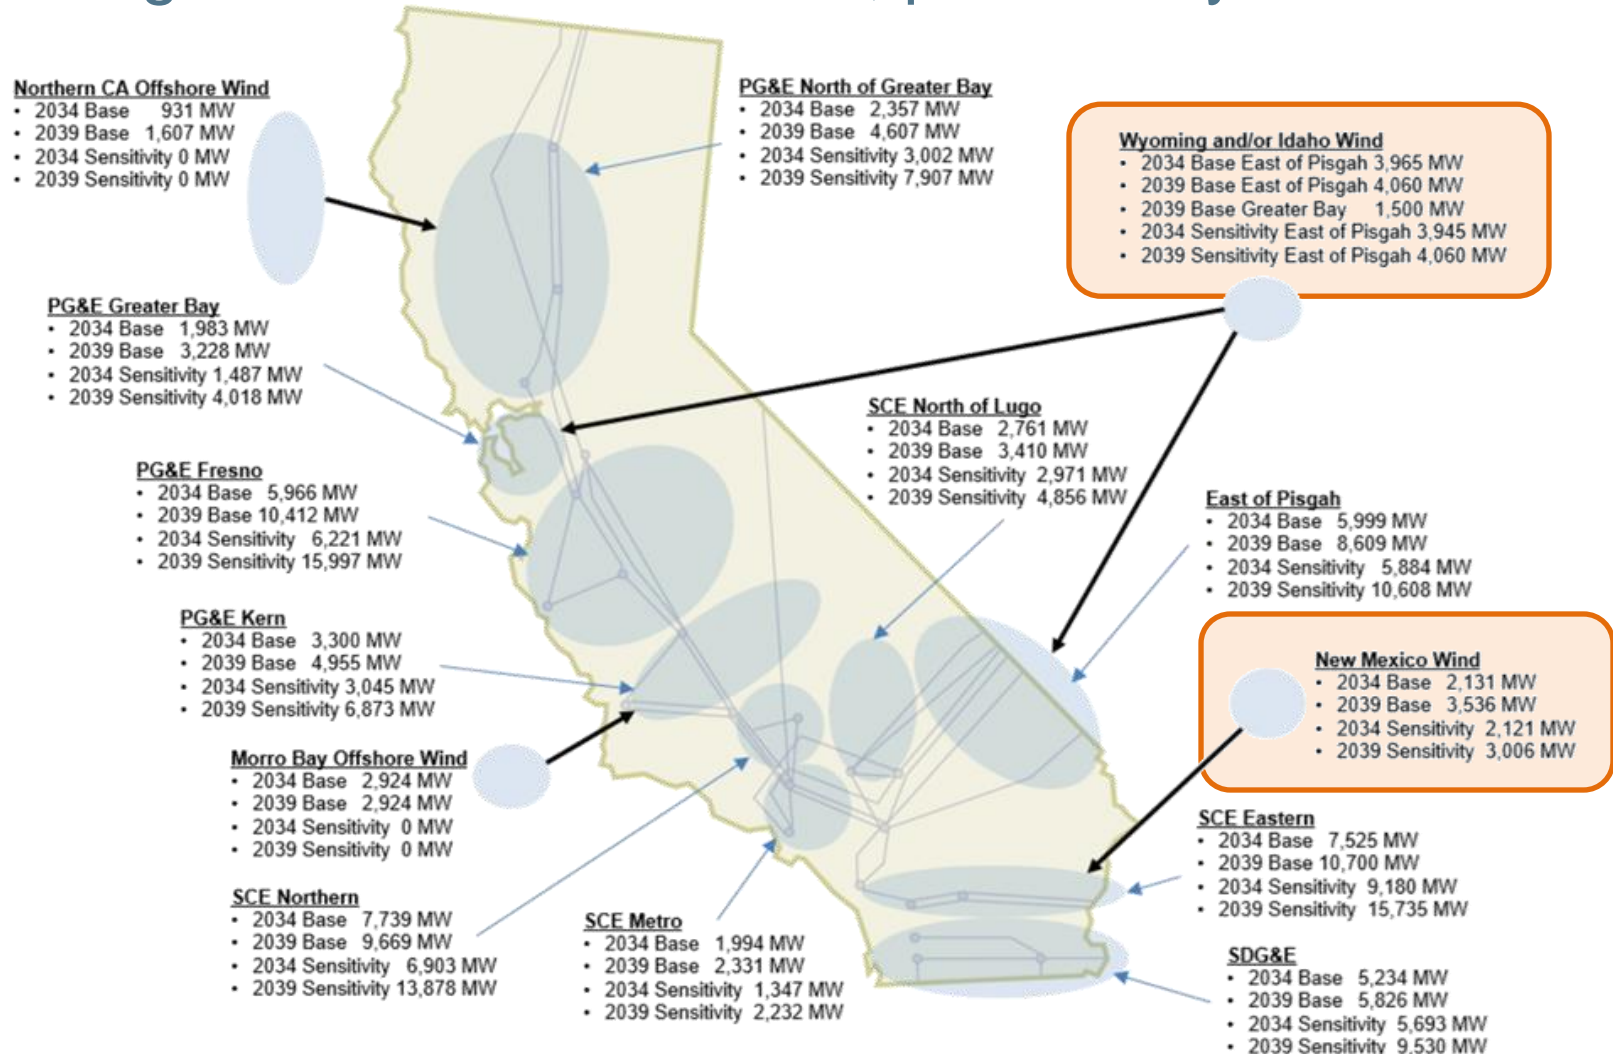 Northern CA Offshore Wind
• 2034 Base 931 MW
• 2039 Base 1,607 MW
• 2034 Sensitivity 0 MW
• 2039 Sensitivity 0 MW
PG&E North of Greater Bay
• 2034 Base 2,357 MW
• 2039 Base 4,607 MW
• 2034 Sensitivity 3,002 MW
• 2039 Sensitivity 7,907 MW
Wyoming and/or Idaho Wind
• 2034 Base East of Pisgah 3,965 MW
• 2039 Base East of Pisgah 4,060 MW
• 2039 Base Greater Bay 1,500 MW
• 2034 Sensitivity East of Pisgah 3,945 MW
• 2039 Sensitivity East of Pisgah 4,060 MW
PG&E Greater Bay
• 2034 Base 1,983 MW
• 2039 Base 3,228 MW
• 2034 Sensitivity 1,487 MW
• 2039 Sensitivity 4,018 MW
SCE North of Lugo
• 2034 Base 2,761 MW
• 2039 Base 3,410 MW
• 2034 Sensitivity 2,971 MW
• 2039 Sensitivity 4,856 MW
PG&E Fresno
• 2034 Base 5,966 MW
• 2039 Base 10,412 MW
• 2034 Sensitivity 6,221 MW
• 2039 Sensitivity 15,997 MW
East of Pisgah
• 2034 Base 5,999 MW
• 2039 Base 8,609 MW
• 2034 Sensitivity 5,884 MW
• 2039 Sensitivity 10,608 MW
PG&E Kern
• 2034 Base 3,300 MW
• 2039 Base 4,955 MW
• 2034 Sensitivity 3,045 MW
• 2039 Sensitivity 6,873 MW
New Mexico Wind
• 2034 Base 2,131 MW
• 2039 Base 3,536 MW
• 2034 Sensitivity 2,121 MW
• 2039 Sensitivity 3,006 MW
Morro Bay Offshore Wind
• 2034 Base 2,924 MW
• 2039 Base 2,924 MW
• 2034 Sensitivity 0 MW
• 2039 Sensitivity 0 MW
SCE Eastern
• 2034 Base 7,525 MW
• 2039 Base 10,700 MW
• 2034 Sensitivity 9,180 MW
• 2039 Sensitivity 15,735 MW
SCE Northern
• 2034 Base 7,739 MW
• 2039 Base 9,669 MW
• 2034 Sensitivity 6,903 MW
• 2039 Sensitivity 13,878 MW
SCE Metro
• 2034 Base 1,994 MW
• 2039 Base 2,331 MW
• 2034 Sensitivity 1,347 MW
• 2039 Sensitivity 2,232 MW
SDG&E
• 2034 Base 5,234 MW
• 2039 Base 5,826 MW
• 2034 Sensitivity 5,693 MW
• 2039 Sensitivity 9,530 MW